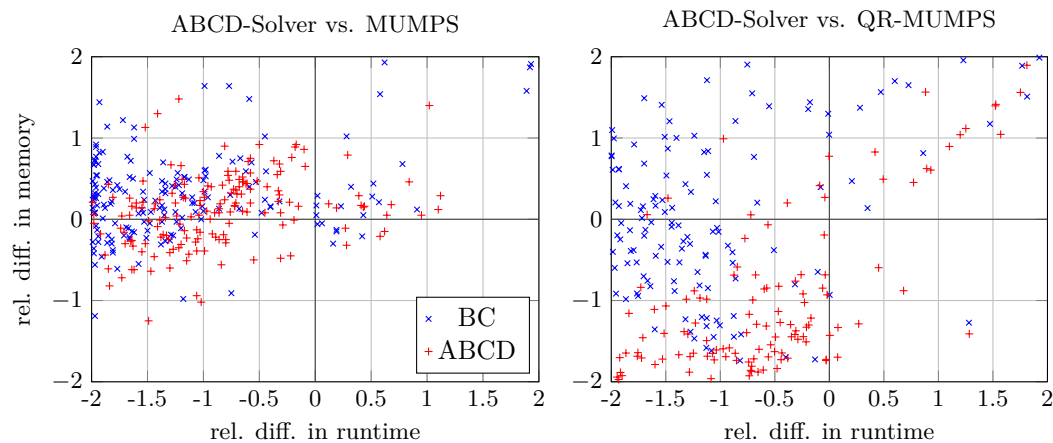 ABCD-Solver vs. MUMPS
rel. diff. in memory
2
1
0
−1
−2
BC
ABCD
-2 -1.5 -1 -0.5 0 0.5 1 1.5 2
rel. diff. in runtime
ABCD-Solver vs. QR-MUMPS
2
1
0
−1
−2
-2 -1.5 -1 -0.5 0 0.5 1 1.5 2
rel. diff. in runtime